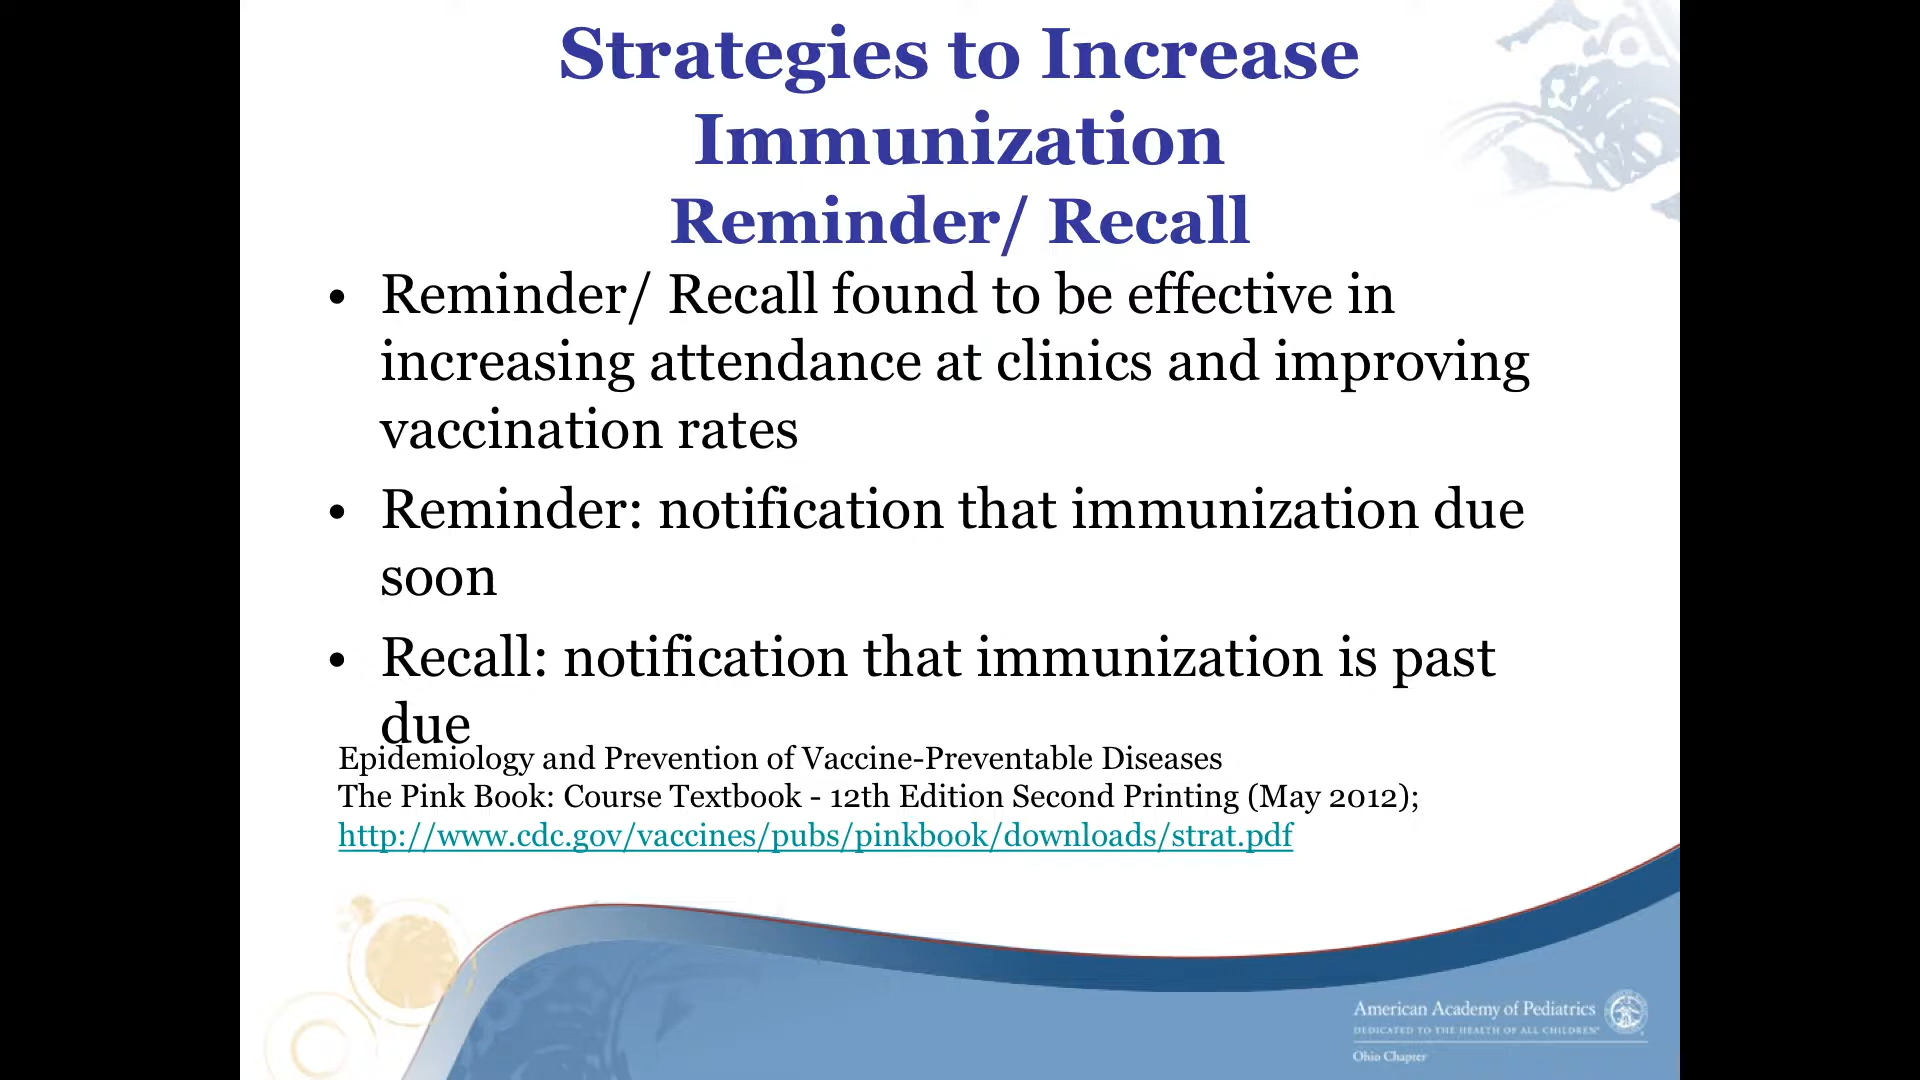 Strategies to Increase
Immunization
Reminder/ Recall
• Reminder/ Recall found to be effective in
increasing attendance at clinics and improving
vaccination rates
• Reminder: notification that immunization due
soon
• Recall: notification that immunization is past
due
Epidemiology and Prevention of Vaccine-Preventable Diseases
The Pink Book: Course Textbook - 12th Edition Second Printing (May 2012);
http://www.cdc.gov/vaccines/pubs/pinkbook/downloads/strat.pdf
American Academy of Pediatrics
DEDICATED TO THE HEALTH OF ALL CHILDREN™
Ohio Chapter